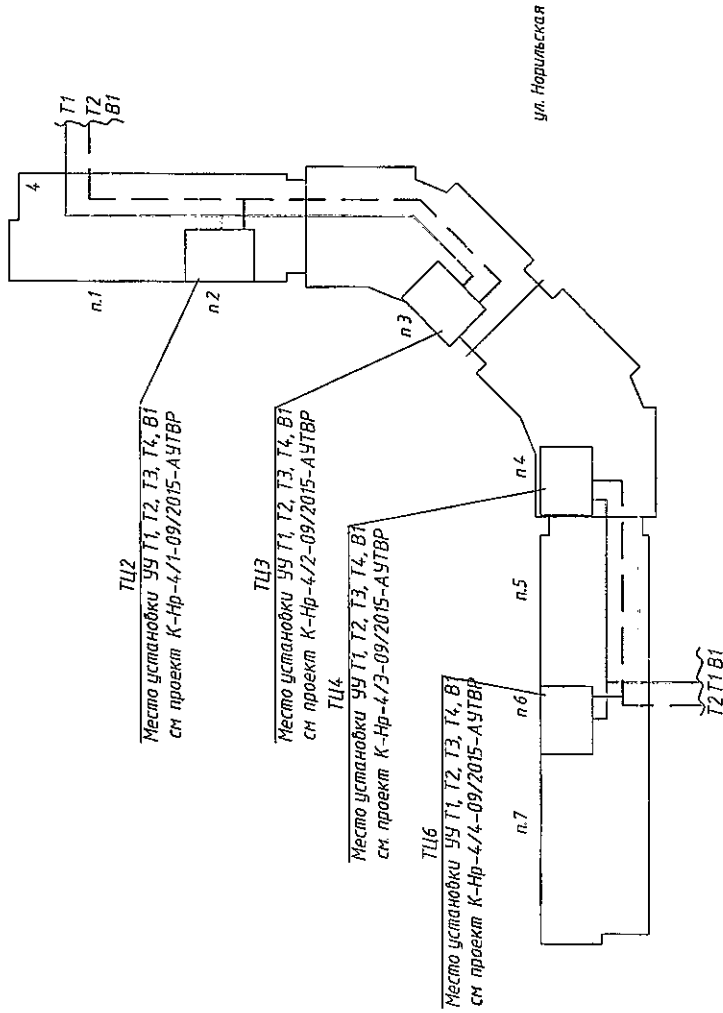 Т1
Т2
В1
4
п.1
п.2
ул. Норильская
п 3
ТЦ2
Место установки УУ Т1, Т2, Т3, Т4, В1
см проект К-Нр-4/1-09/2015-АУТВР
ТЦ3
Место установки УУ Т1, Т2, Т3, Т4, В1
см проект К-Нр-4/2-09/2015-АУТВР
ТЦ4
Место установки УУ Т1, Т2, Т3, Т4, В1
см. проект К-Нр-4/3-09/2015-АУТВР
ТЦ6
Место установки УУ Т1, Т2, Т3, Т4, В1
см проект К-Нр-4/4-09/2015-АУТВР
п 4
п.5
п.6
п.7
Т2 Т1 В1